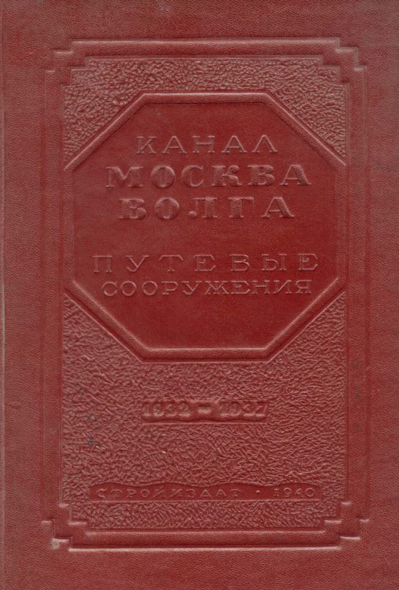 КАНАЛ
МОСКВА
ВОЛГА
ПУТЕВЫЕ
СООРУЖЕНИЯ
1932-1937
СТРОЙИЗДАТ · 1940